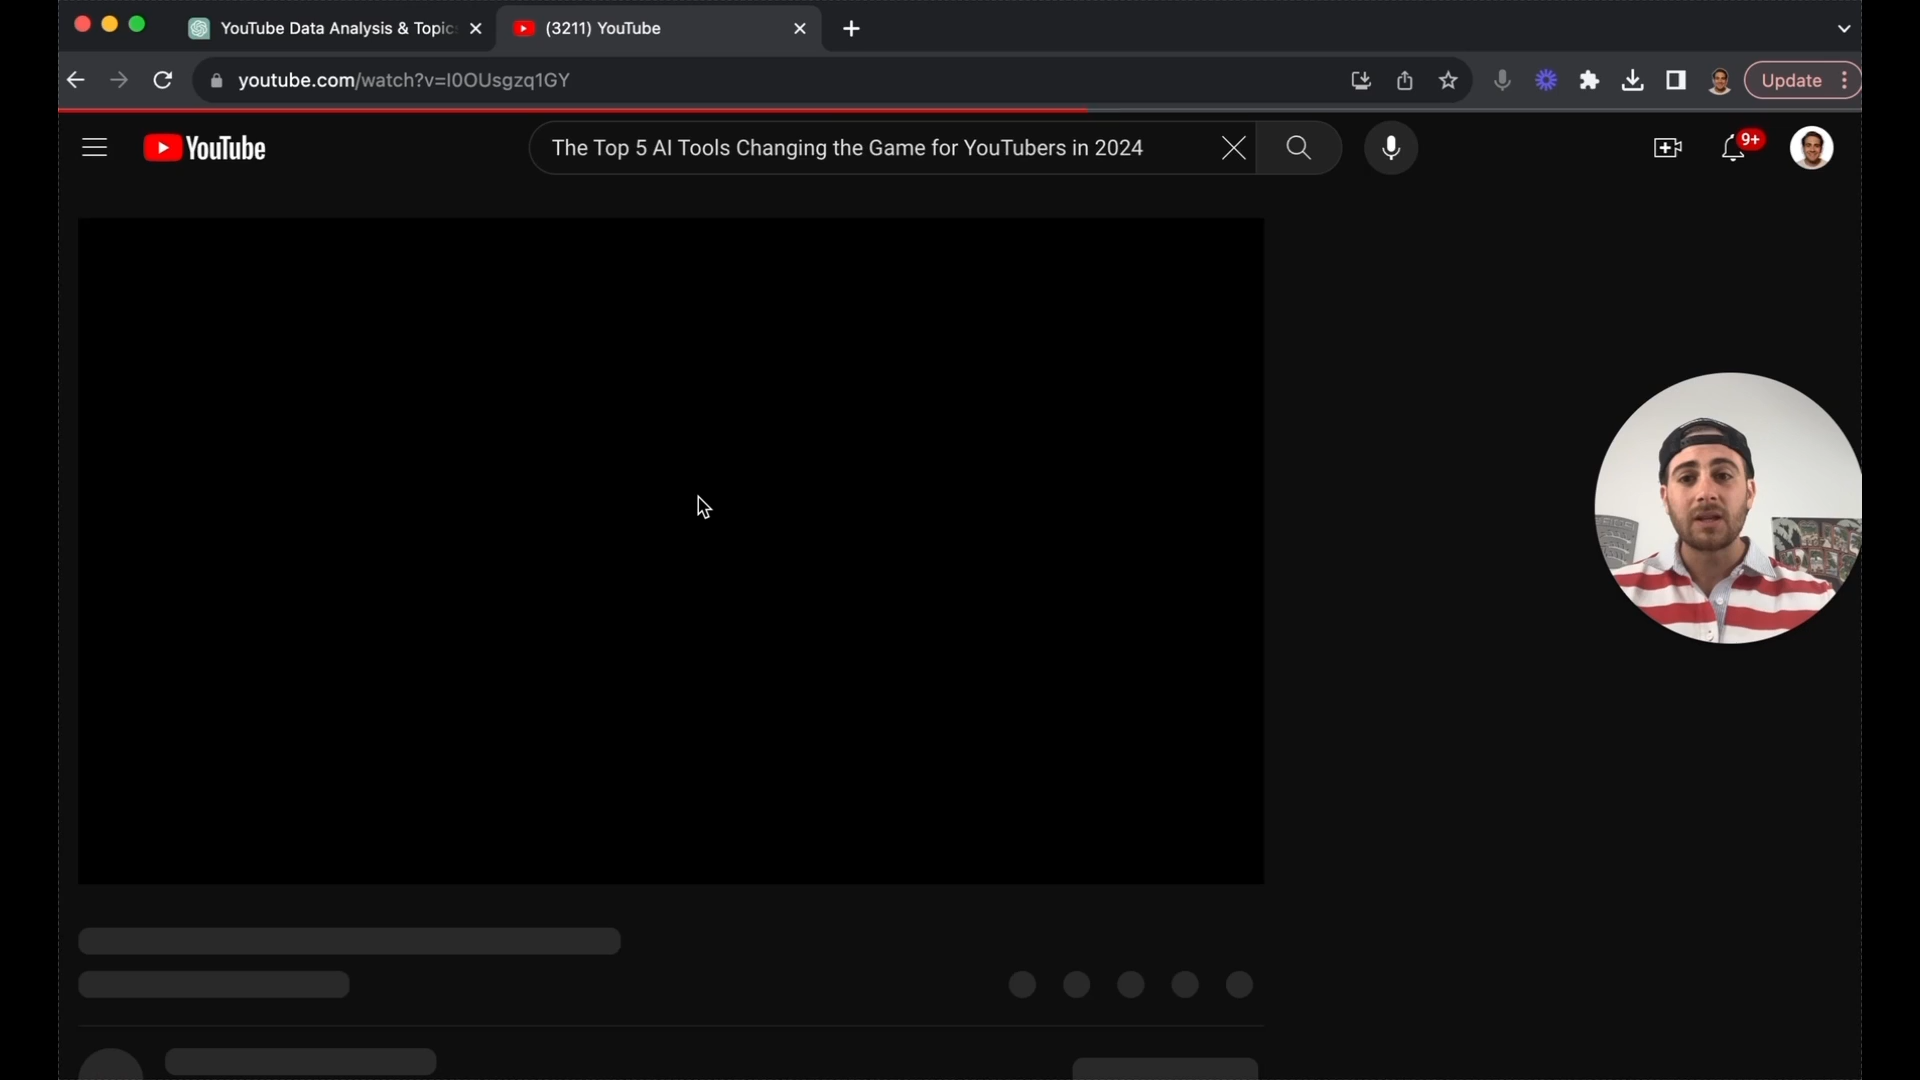 YouTube Data Analysis & Topic
(3211) YouTube
youtube.com/watch?v=I0OUsgzq1GY
Update
YouTube
The Top 5 AI Tools Changing the Game for YouTubers in 2024
9+